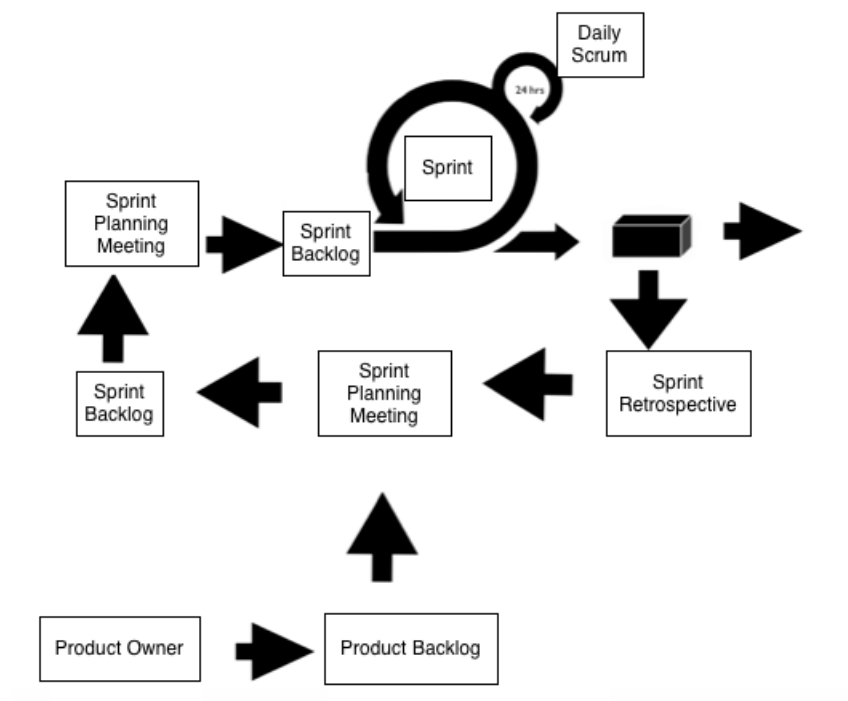 Daily
Scrum
24 hrs
Sprint
Sprint
Planning
Meeting
Sprint
Backlog
Sprint
Backlog
Sprint
Planning
Meeting
Sprint
Retrospective
Product Owner
Product Backlog